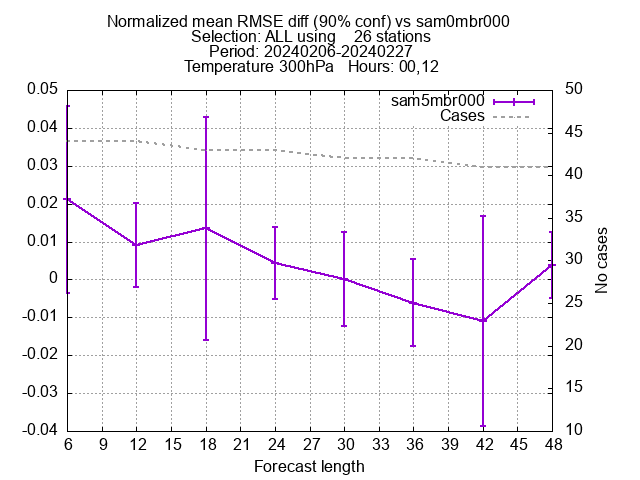 Normalized mean RMSE diff (90% conf) vs sam0mbr000
Selection: ALL using    26 stations
Period: 20240206-20240227
Temperature 300hPa   Hours: 00,12
sam5mbr000
Cases
0.05
0.04
0.03
0.02
0.01
0
-0.01
-0.02
-0.03
-0.04
50
45
40
35
30
25
20
15
10
No cases
6 9 12 15 18 21 24 27 30 33 36 39 42 45 48
Forecast length